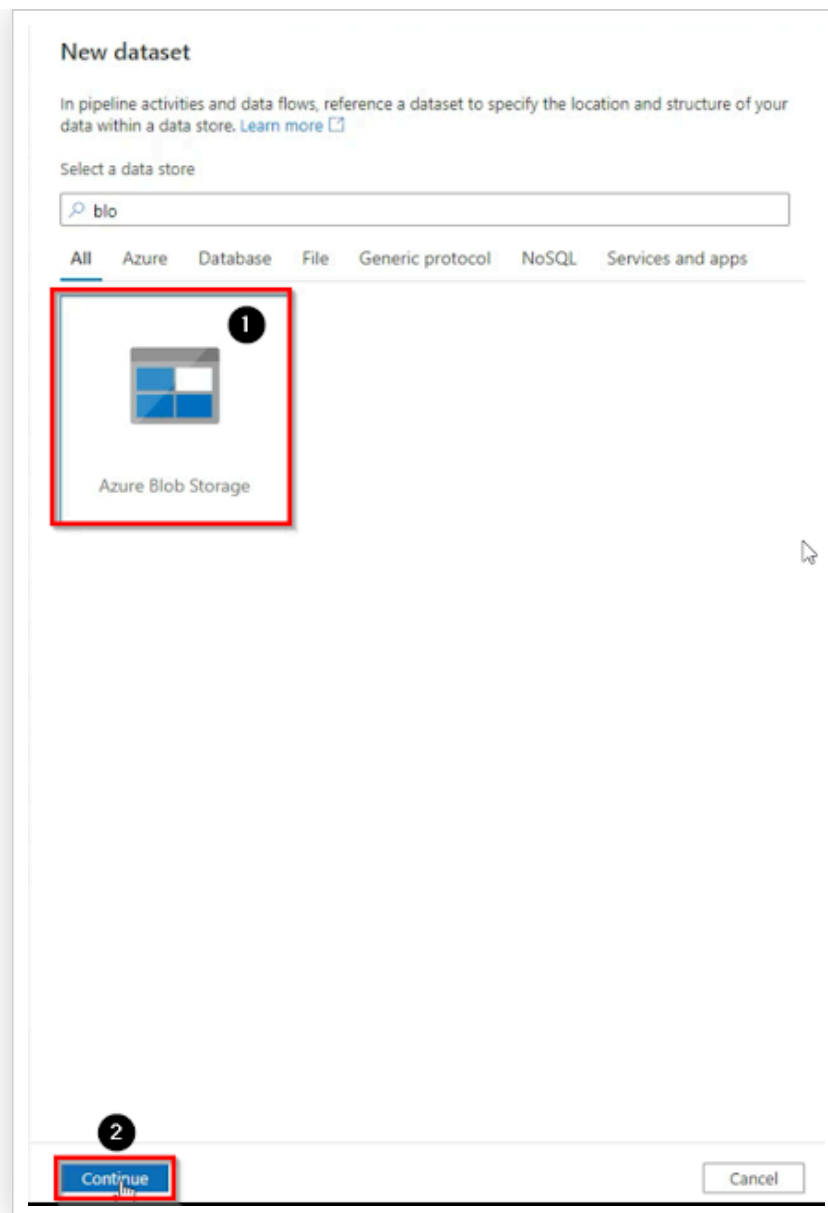 New dataset
In pipeline activities and data flows, reference a dataset to specify the location and structure of your
data within a data store. Learn more
Select a data store
blo
All Azure Database File Generic protocol NoSQL Services and apps
1
Azure Blob Storage
2
Continue Cancel